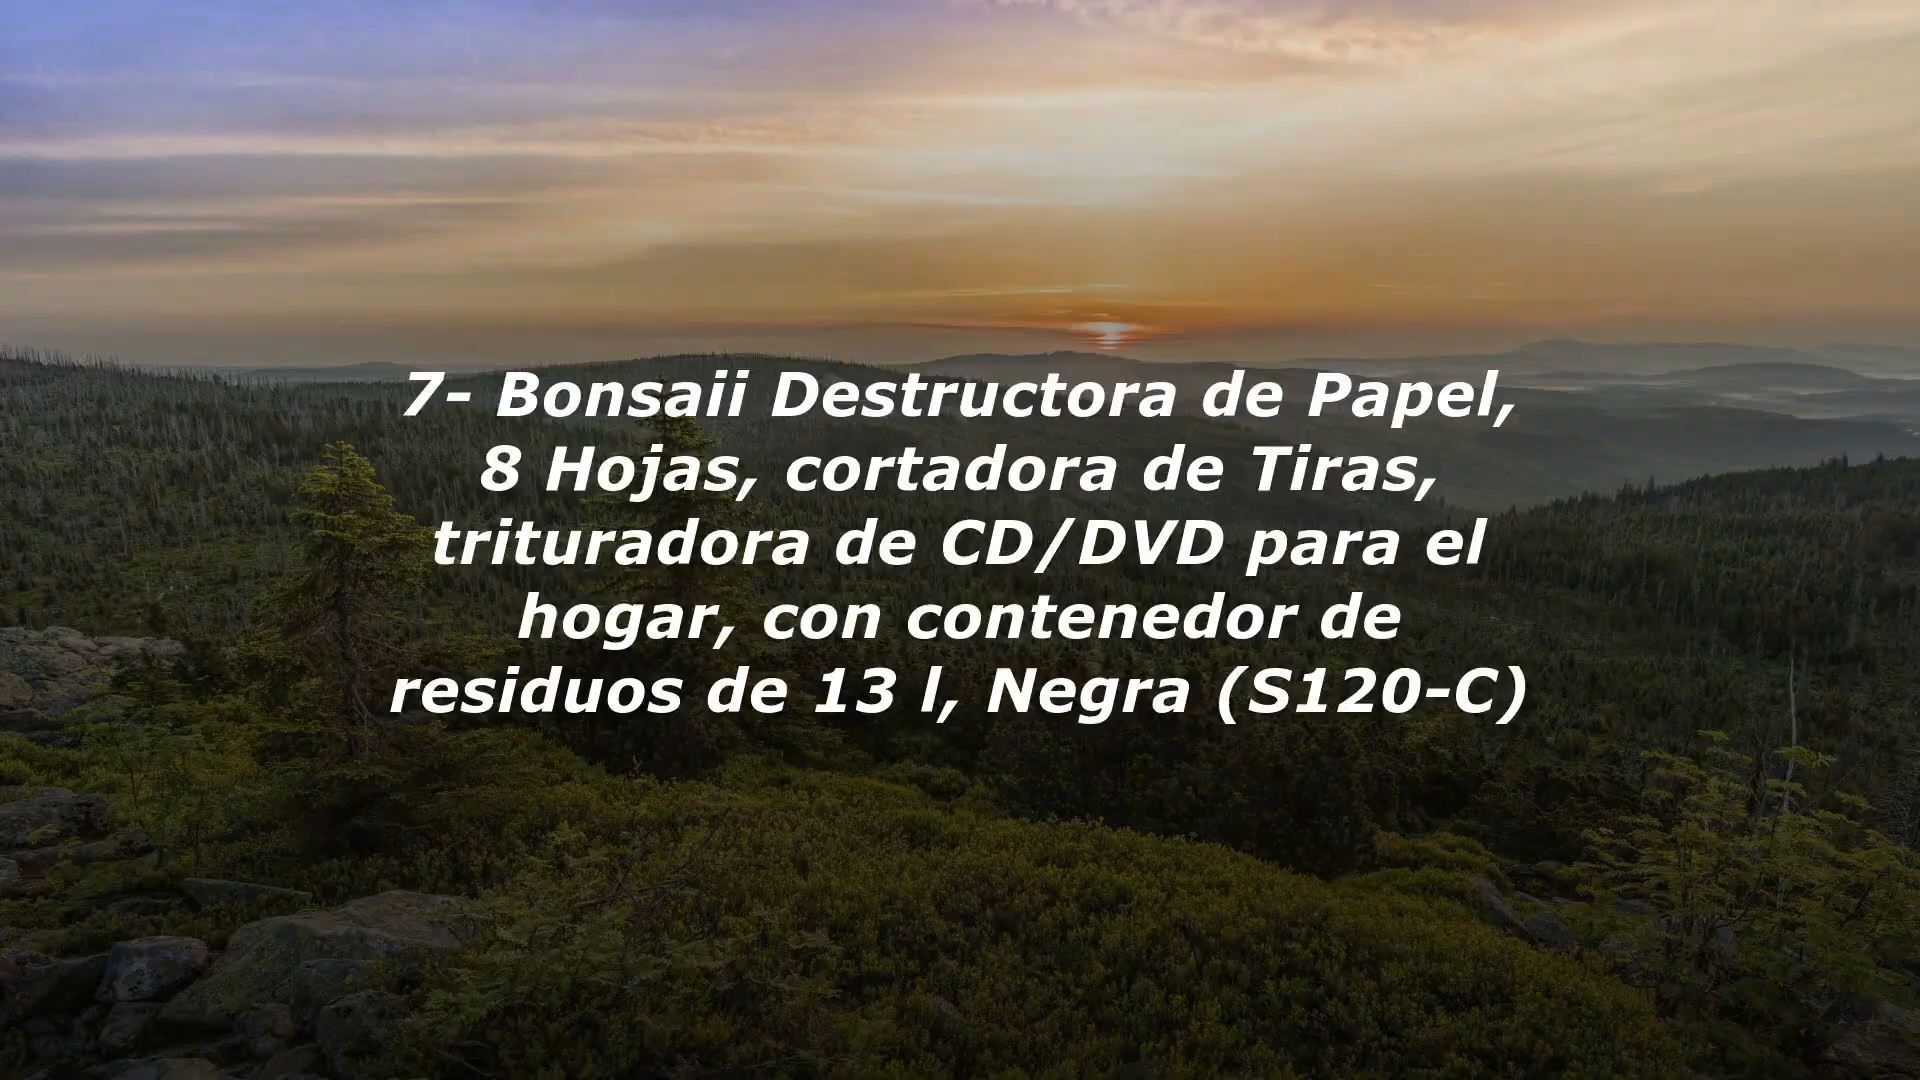 7- Bonsaii Destructora de Papel,
8 Hojas, cortadora de Tiras,
trituradora de CD/DVD para el
hogar, con contenedor de
residuos de 13 l, Negra (S120-C)